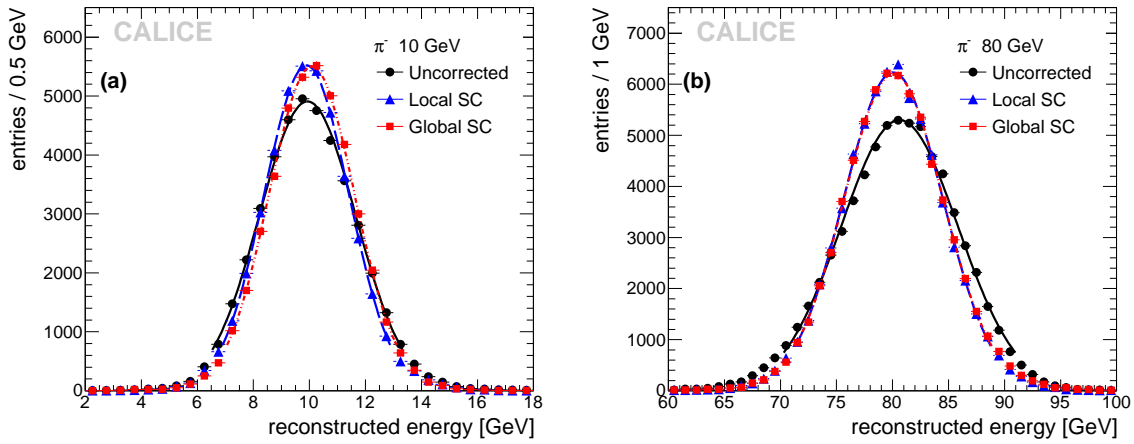 CALICE
(a)
π⁻ 10 GeV
Uncorrected
Local SC
Global SC
entries / 0.5 GeV
6000
5000
4000
3000
2000
1000
0
2 4 6 8 10 12 14 16 18
reconstructed energy [GeV]
CALICE
(b)
π⁻ 80 GeV
Uncorrected
Local SC
Global SC
entries / 1 GeV
7000
6000
5000
4000
3000
2000
1000
0
60 65 70 75 80 85 90 95 100
reconstructed energy [GeV]